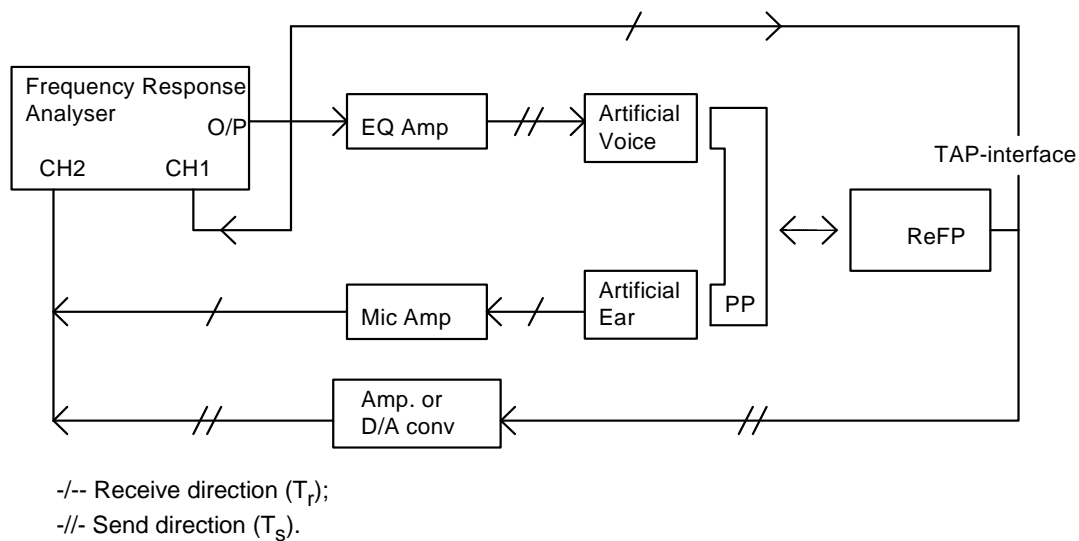 Frequency Response
Analyser
O/P
CH2
CH1
EQ Amp
Artificial
Voice
TAP-interface
ReFP
Mic Amp
Artificial
Ear
PP
Amp. or
D/A conv
-/-- Receive direction (Tr);
-//- Send direction (Ts).